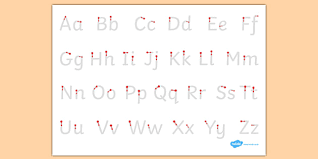 Aa Bb Cc Dd Ee Ff
Gg Hh Ii Jj Kk Ll Mm
Nn Oo Pp Qq Rr Ss Tt
Uu Vv Ww Xx Yy Zz